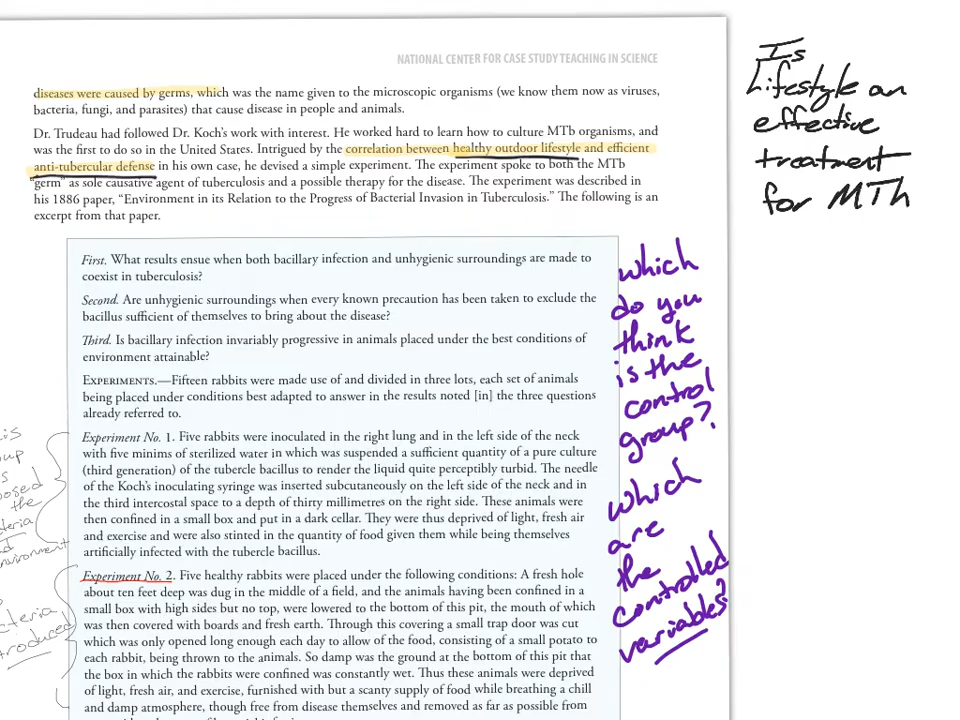 NATIONAL CENTER FOR CASE STUDY TEACHING IN SCIENCE
diseases were caused by germs, which was the name given to the microscopic organisms (we know them now as viruses,
bacteria, fungi, and parasites) that cause disease in people and animals.
Dr. Trudeau had followed Dr. Koch's work with interest. He worked hard to learn how to culture MTb organisms, and
was the first to do so in the United States. Intrigued by the correlation between healthy outdoor lifestyle and efficient
anti-tubercular defense in his own case, he devised a simple experiment. The experiment spoke to both the MTB
"germ" as sole causative agent of tuberculosis and a possible therapy for the disease. The experiment was described in
his 1886 paper, "Environment in its Relation to the Progress of Bacterial Invasion in Tuberculosis." The following is an
excerpt from that paper.
First. What results ensue when both bacillary infection and unhygienic surroundings are made to
coexist in tuberculosis?
Second. Are unhygienic surroundings when every known precaution has been taken to exclude the
bacillus sufficient of themselves to bring about the disease?
Third. Is bacillary infection invariably progressive in animals placed under the best conditions of
environment attainable?
EXPERIMENTS.—Fifteen rabbits were made use of and divided in three lots, each set of animals
being placed under conditions best adapted to answer in the results noted [in] the three questions
already referred to.
Experiment No. 1. Five rabbits were inoculated in the right lung and in the left side of the neck
with five minims of sterilized water in which was suspended a sufficient quantity of a pure culture
(third generation) of the tubercle bacillus to render the liquid quite perceptibly turbid. The needle
of the Koch's inoculating syringe was inserted subcutaneously on the left side of the neck and in
the third intercostal space to a depth of thirty millimetres on the right side. These animals were
then confined in a small box and put in a dark cellar. They were thus deprived of light, fresh air
and exercise and were also stinted in the quantity of food given them while being themselves
artificially infected with the tubercle bacillus.
Experiment No. 2. Five healthy rabbits were placed under the following conditions: A fresh hole
about ten feet deep was dug in the middle of a field, and the animals having been confined in a
small box with high sides but no top, were lowered to the bottom of this pit, the mouth of which
was then covered with boards and fresh earth. Through this covering a small trap door was cut
which was only opened long enough each day to allow of the food, consisting of a small potato to
each rabbit, being thrown to the animals. So damp was the ground at the bottom of this pit that
the box in which the rabbits were confined was constantly wet. Thus these animals were deprived
of light, fresh air, and exercise, furnished with but a scanty supply of food while breathing a chill
and damp atmosphere, though free from disease themselves and removed as far as possible from
Is
Lifestyle an
effective
treatment
for MTh
which
do you
think
is the
control
group?
which
are
the
controlled
variables?
the